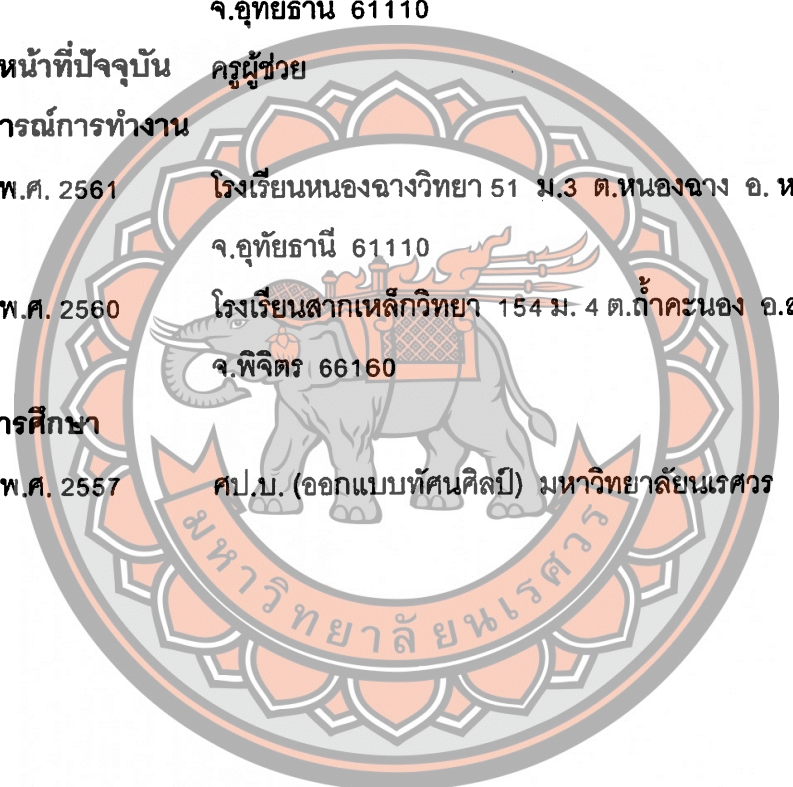 จ.อุทัยธานี 61110
หน้าที่ปัจจุบัน ครูผู้ช่วย
ารณ์การทำงาน
พ.ศ. 2561 โรงเรียนหนองฉางวิทยา 51 ม.3 ต.หนองฉาง อ. ห
จ.อุทัยธานี 61110
พ.ศ. 2560 โรงเรียนสากเหล็กวิทยา 154 ม. 4 ต.ถ้ำคะนอง อ.ส
จ.พิจิตร 66160
ารศึกษา
พ.ศ. 2557 ศป.บ. (ออกแบบทัศนศิลป์) มหาวิทยาลัยนเรศวร
มหาวิทยาลัยนเรศวร